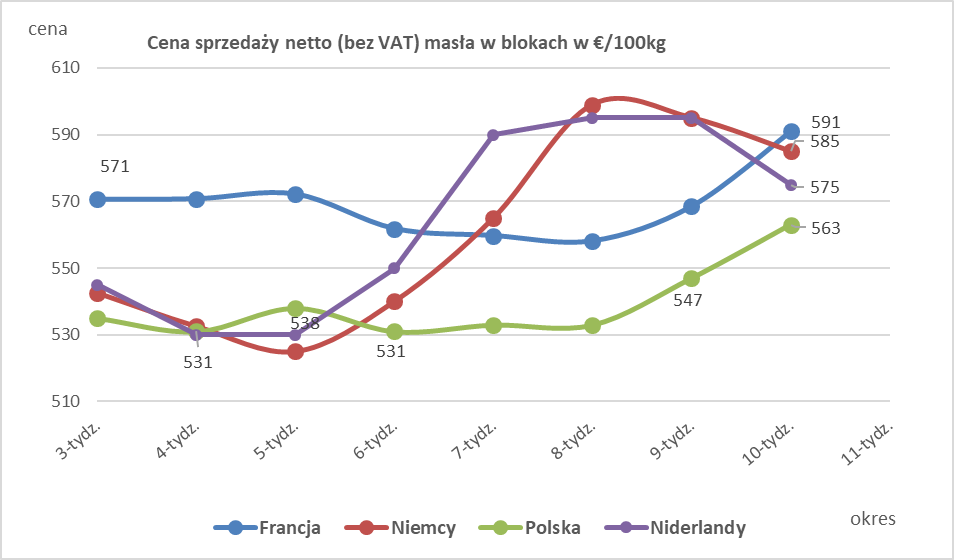 cena
Cena sprzedaży netto (bez VAT) masła w blokach w €/100kg
610
590
570
550
530
510
571
531
538
531
547
591
585
575
563
3-tydz.
4-tydz.
5-tydz.
6-tydz.
7-tydz.
8-tydz.
9-tydz.
10-tydz.
11-tydz.
okres
Francja Niemcy Polska Niderlandy